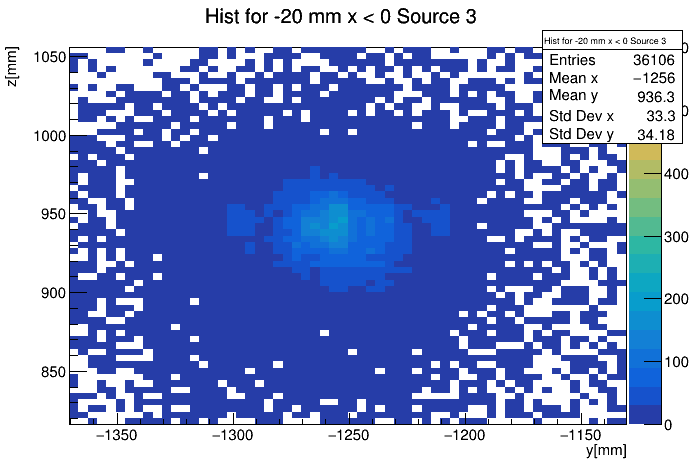 Hist for -20 mm x < 0 Source 3
Hist for -20 mm x < 0 Source 3
Entries 36106
Mean x −1256
Mean y 936.3
Std Dev x 33.3
Std Dev y 34.18
z[mm]
1050
1000
950
900
850
−1350 −1300 −1250 −1200 −1150
y[mm]
400
300
200
100
0